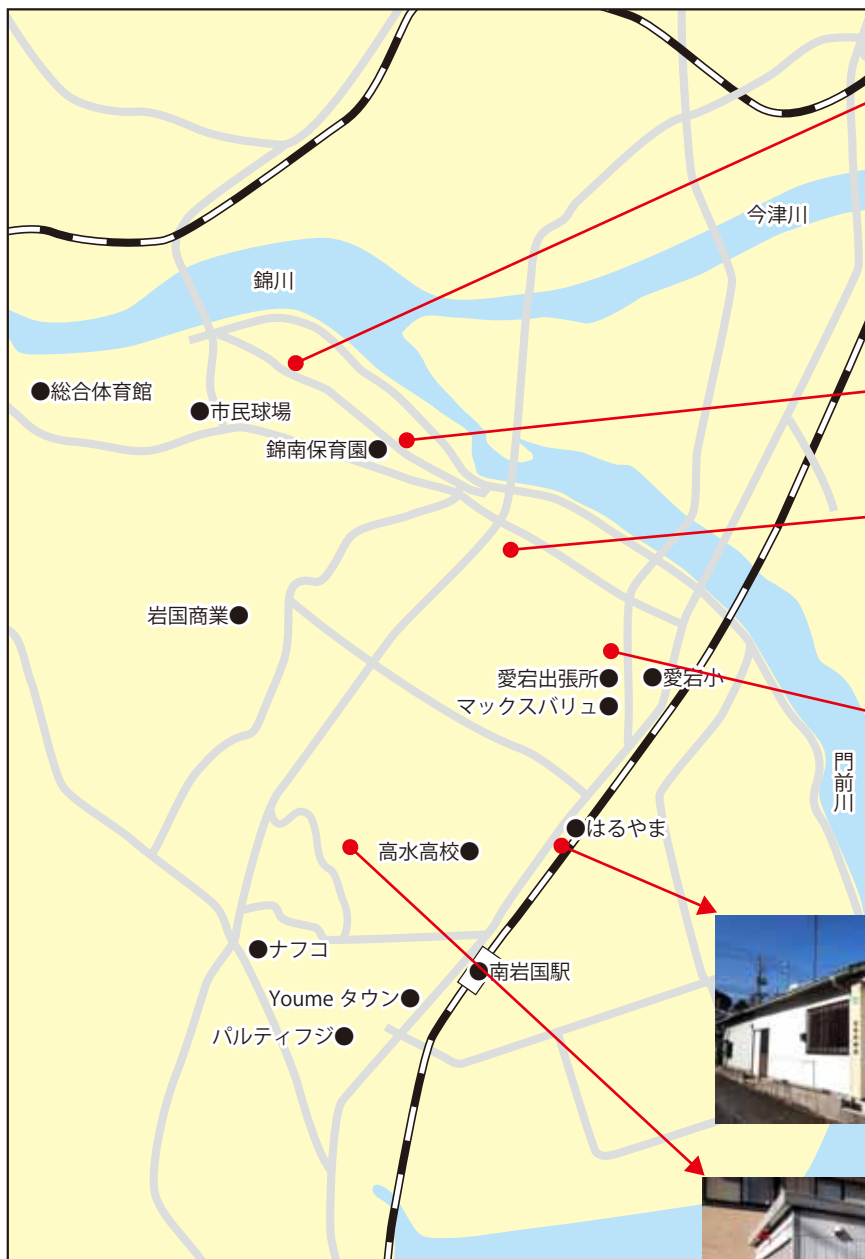 今津川
錦川
●総合体育館
●市民球場
錦南保育園●
岩国商業●
愛宕出張所●
●愛宕小
マックスバリュ●
門前川
●はるやま
高水高校●
●ナフコ
●南岩国駅
Youme タウン●
パルティフジ●